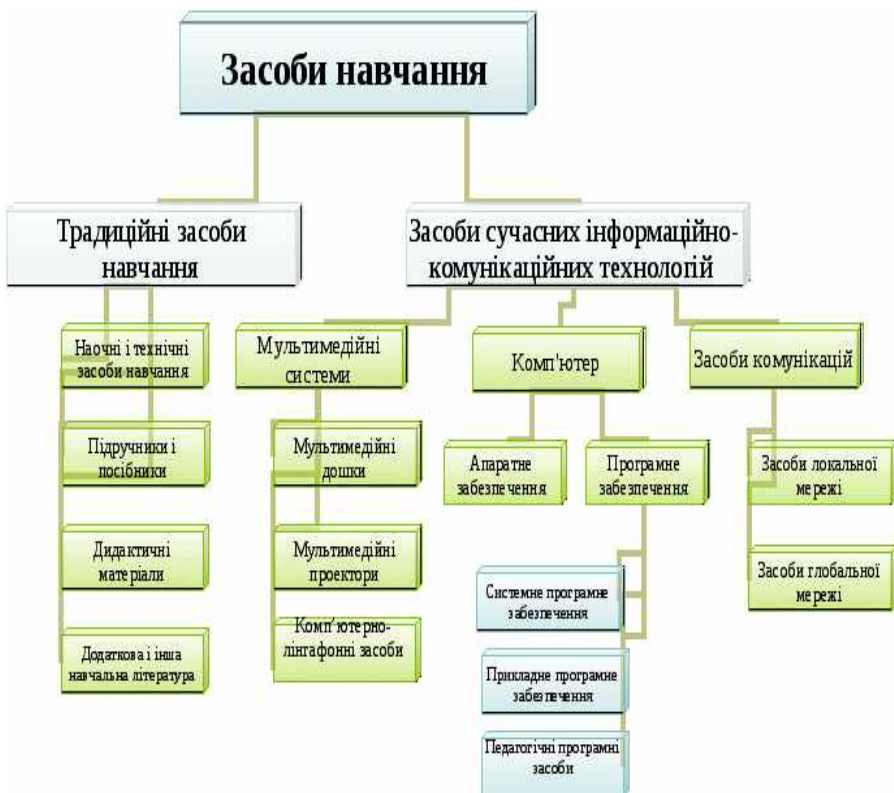 Засоби навчання
Традиційні засоби
навчання
Засоби сучасних інформаційно-
комунікаційних технологій
Наочні і технічні
засоби навчання
Підручники і
посібники
Дидактичні
матеріали
Додаткова і інша
навчальна література
Мультимедійні
системи
Мультимедійні
дошки
Мультимедійні
проектори
Комп'ютерно-
лінгафонні засоби
Комп'ютер
Апаратне
забезпечення
Програмне
забезпечення
Системне програмне
забезпечення
Прикладне програмне
забезпечення
Педагогічні програмні
засоби
Засоби комунікацій
Засоби локальної
мережі
Засоби глобальної
мережі